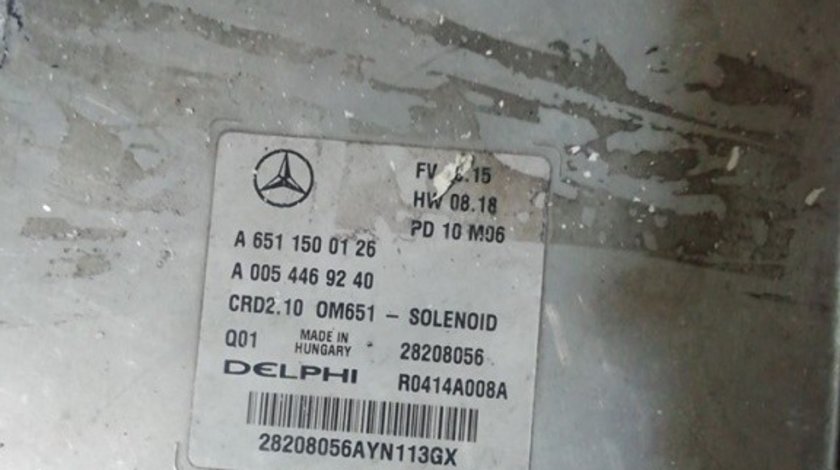 FV .15
HW 08.18
PD 10 M06
A 651 150 01 26
A 005 446 92 40
CRD2.10 OM651 – SOLENOID
Q01 MADE IN HUNGARY 28208056
DELPHI R0414A008A
28208056AYN113GX